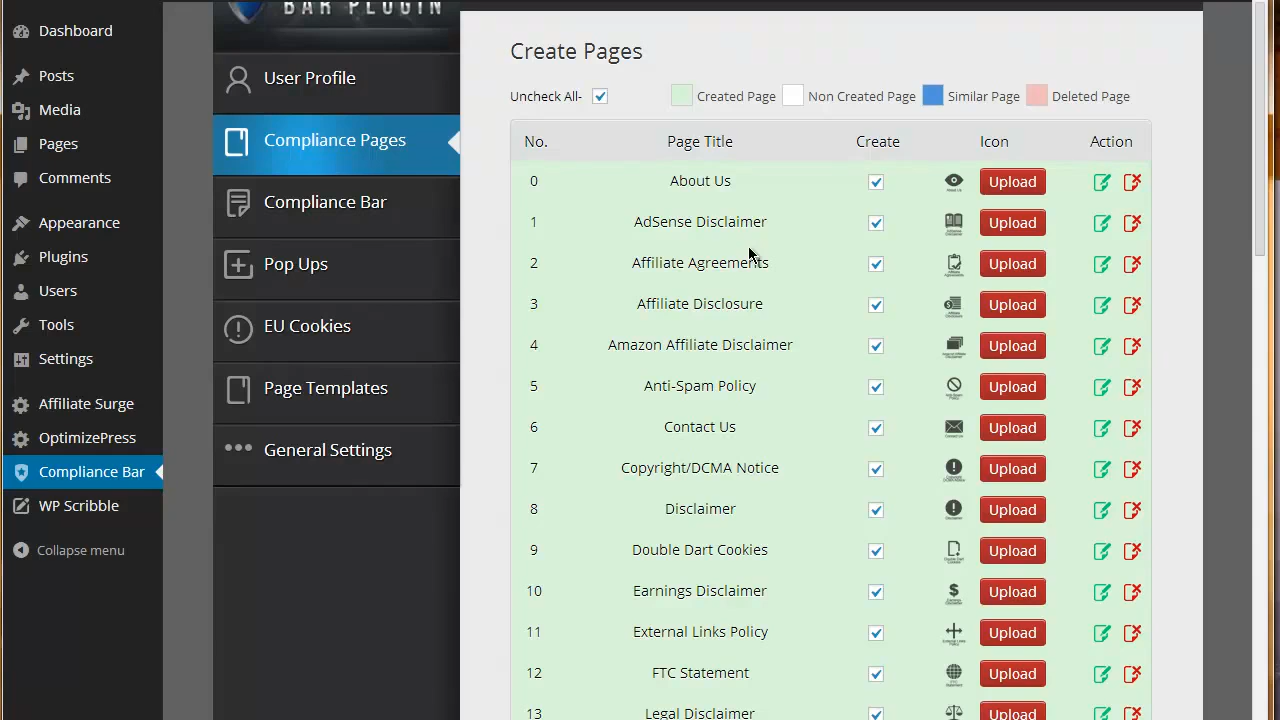 BAR PLUGIN
Dashboard
Posts
Media
Pages
Comments
Appearance
Plugins
Users
Tools
Settings
Affiliate Surge
OptimizePress
Compliance Bar
WP Scribble
Collapse menu
User Profile
Compliance Pages
Compliance Bar
Pop Ups
EU Cookies
Page Templates
General Settings
Create Pages
Uncheck All- Created Page Non Created Page Similar Page Deleted Page
No. Page Title Create Icon Action
0 About Us Upload
1 AdSense Disclaimer Upload
2 Affiliate Agreements Upload
3 Affiliate Disclosure Upload
4 Amazon Affiliate Disclaimer Upload
5 Anti-Spam Policy Upload
6 Contact Us Upload
7 Copyright/DCMA Notice Upload
8 Disclaimer Upload
9 Double Dart Cookies Upload
10 Earnings Disclaimer Upload
11 External Links Policy Upload
12 FTC Statement Upload
13 Legal Disclaimer Upload